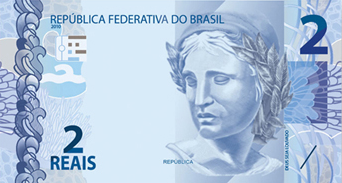 REPÚBLICA FEDERATIVA DO BRASIL
2010
2
2
REAIS
REPÚBLICA
DEUS SEJA LOUVADO